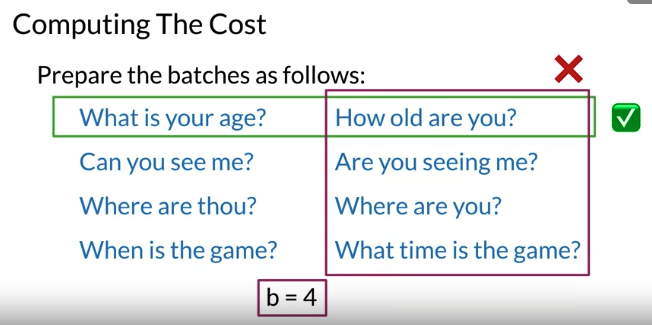 Computing The Cost
Prepare the batches as follows:
What is your age? How old are you?
Can you see me? Are you seeing me?
Where are thou? Where are you?
When is the game? What time is the game?
b = 4